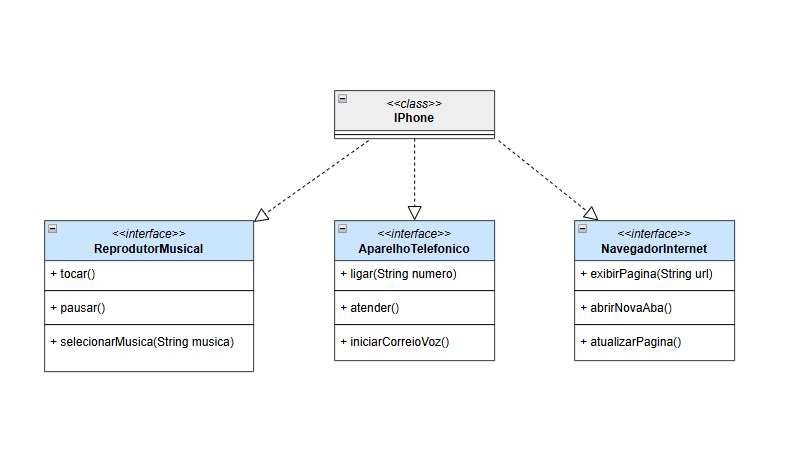 <<class>>
IPhone
<<interface>>
ReprodutorMusical
+ tocar()
+ pausar()
+ selecionarMusica(String musica)
<<interface>>
AparelhoTelefonico
+ ligar(String numero)
+ atender()
+ iniciarCorreioVoz()
<<interface>>
NavegadorInternet
+ exibirPagina(String url)
+ abrirNovaAba()
+ atualizarPagina()